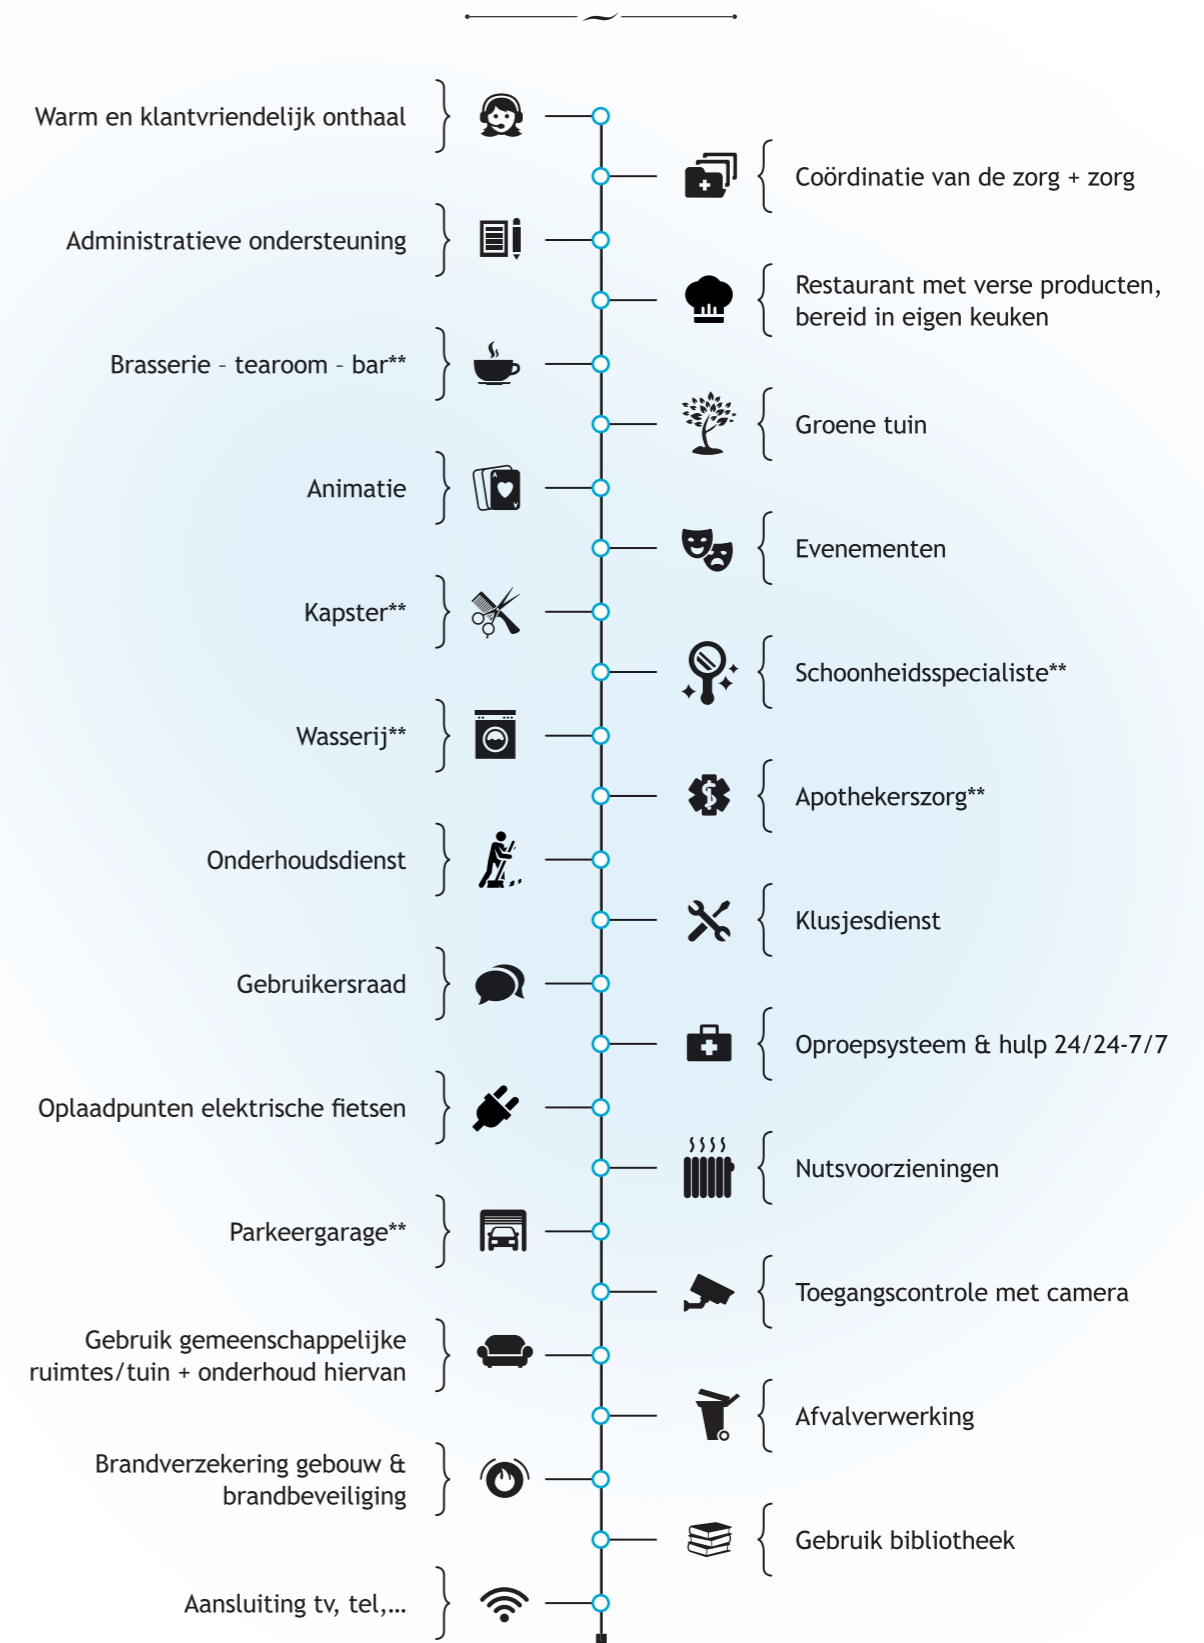 Warm en klantvriendelijk onthaal
Coördinatie van de zorg + zorg
Administratieve ondersteuning
Restaurant met verse producten,
bereid in eigen keuken
Brasserie - tearoom - bar**
Groene tuin
Animatie
Evenementen
Kapster**
Schoonheidsspecialiste**
Wasserij**
Apothekerszorg**
Onderhoudsdienst
Klusjesdienst
Gebruikersraad
Oproepsysteem & hulp 24/24-7/7
Oplaadpunten elektrische fietsen
Nutsvoorzieningen
Parkeergarage**
Toegangscontrole met camera
Gebruik gemeenschappelijke
ruimtes/tuin + onderhoud hiervan
Afvalverwerking
Brandverzekering gebouw &
brandbeveiliging
Gebruik bibliotheek
Aansluiting tv, tel,…